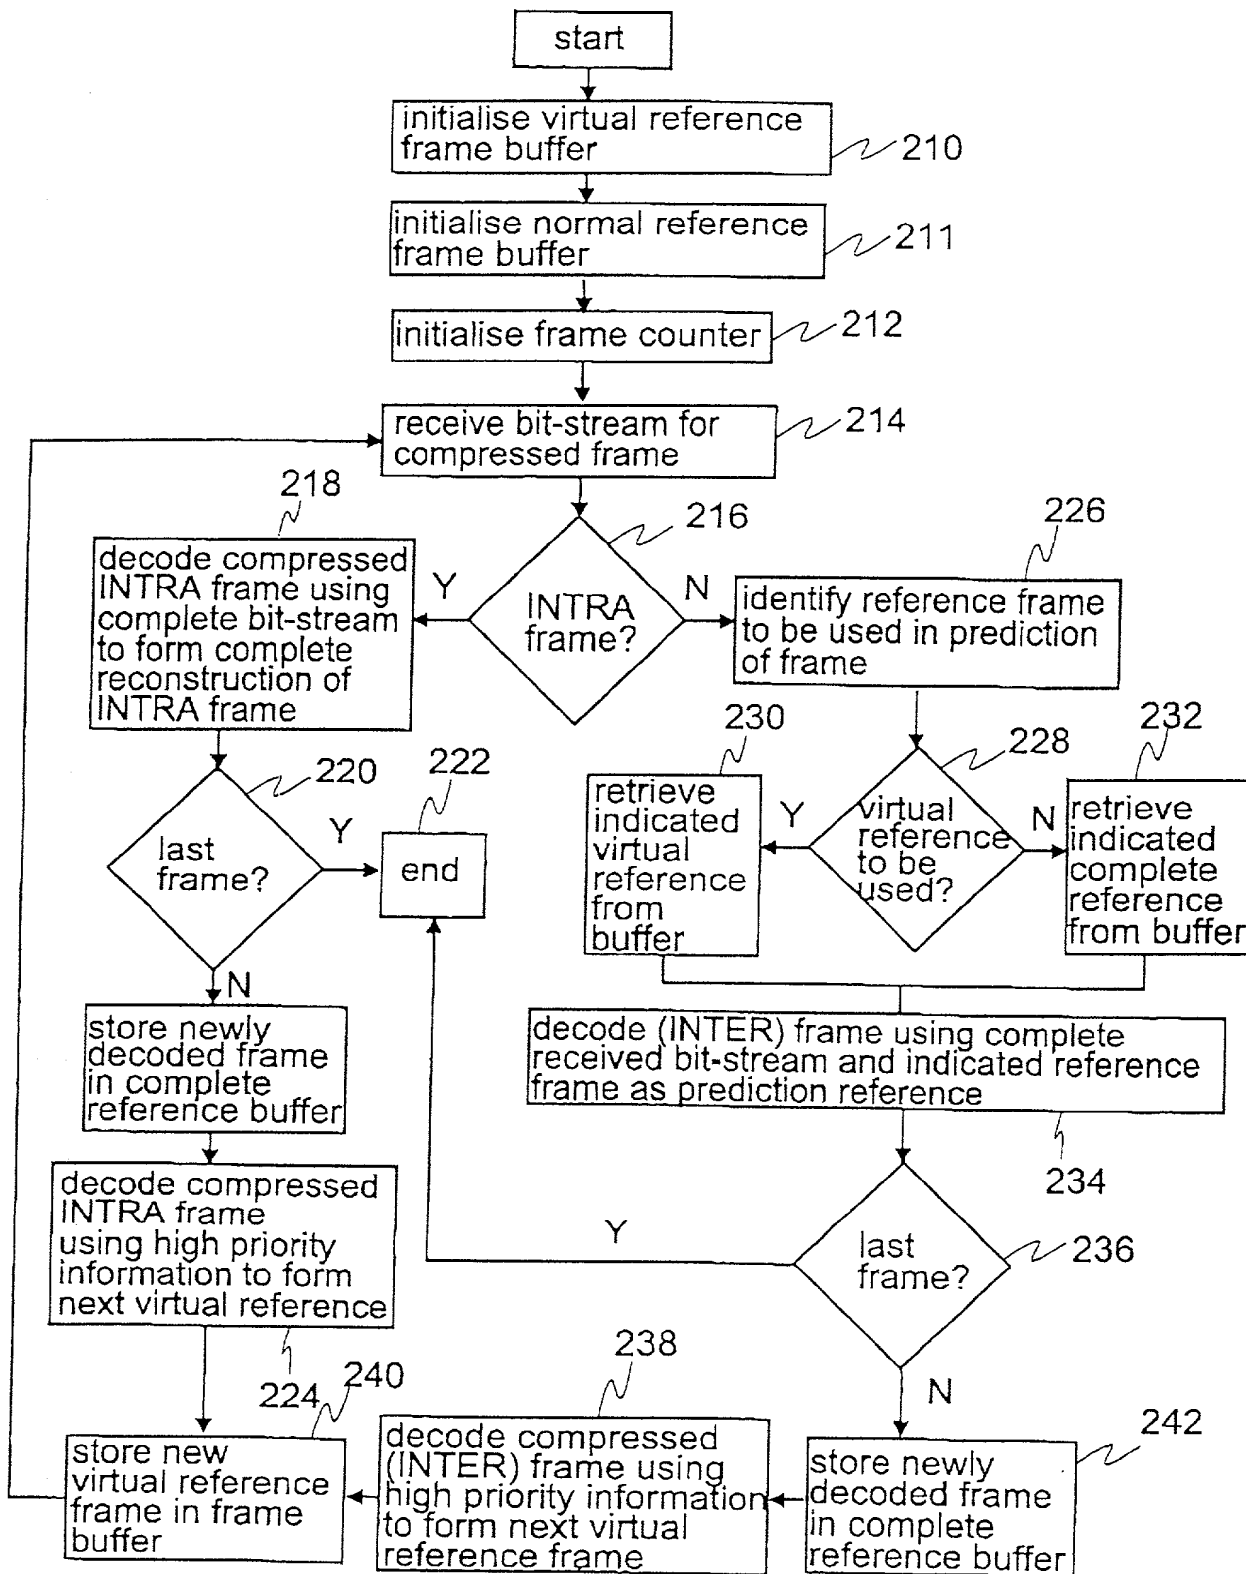 start
initialise virtual reference
frame buffer
210
initialise normal reference
frame buffer
211
initialise frame counter
212
receive bit-stream for
compressed frame
214
216
INTRA
frame?
Y
N
218
decode compressed
INTRA frame using
complete bit-stream
to form complete
reconstruction of
INTRA frame
226
identify reference frame
to be used in prediction
of frame
220
last
frame?
Y
N
222
end
228
virtual
reference
to be
used?
Y
N
230
retrieve
indicated
virtual
reference
from
buffer
232
retrieve
indicated
complete
reference
from buffer
store newly
decoded frame
in complete
reference buffer
decode (INTER) frame using complete
received bit-stream and indicated reference
frame as prediction reference
234
decode compressed
INTRA frame
using high priority
information to form
next virtual reference
224
last
frame?
236
Y
N
240
store new
virtual reference
frame in frame
buffer
238
decode compressed
(INTER) frame using
high priority information
to form next virtual
reference frame
242
store newly
decoded frame
in complete
reference buffer